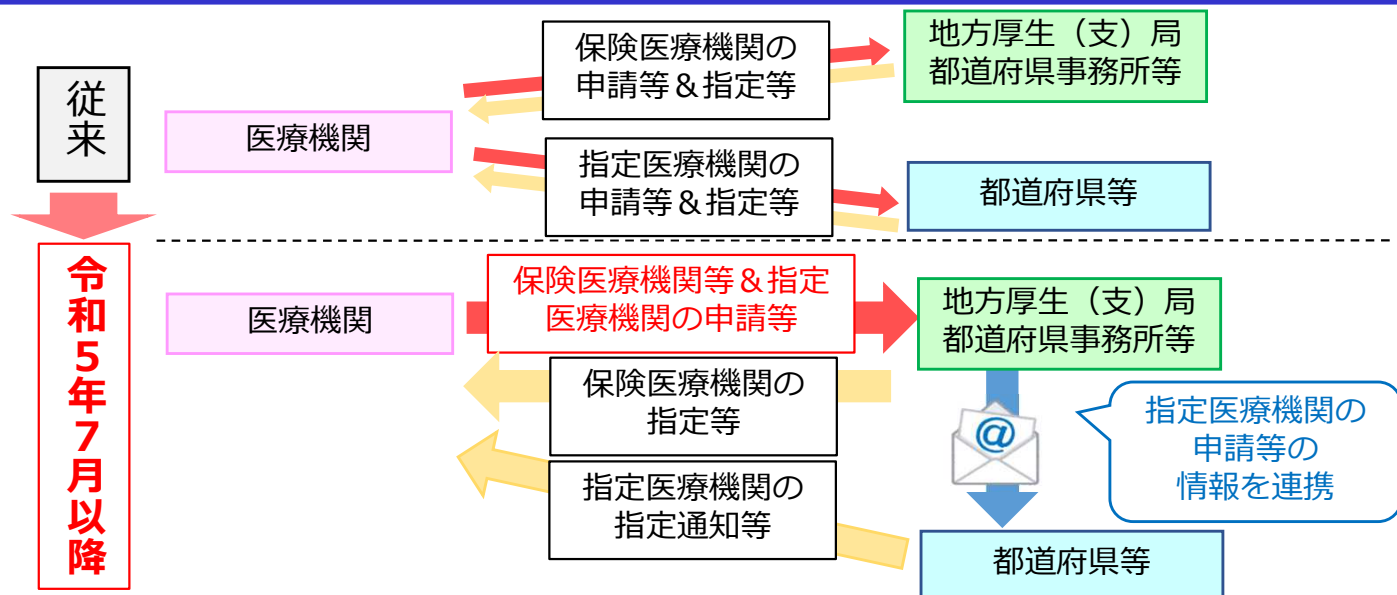 従来
医療機関
保険医療機関の
申請等＆指定等
地方厚生（支）局
都道府県事務所等
指定医療機関の
申請等＆指定等
都道府県等
令和５年７月以降
医療機関
保険医療機関等＆指定
医療機関の申請等
地方厚生（支）局
都道府県事務所等
保険医療機関の
指定等
@
指定医療機関の
申請等の
情報を連携
指定医療機関の
指定通知等
都道府県等